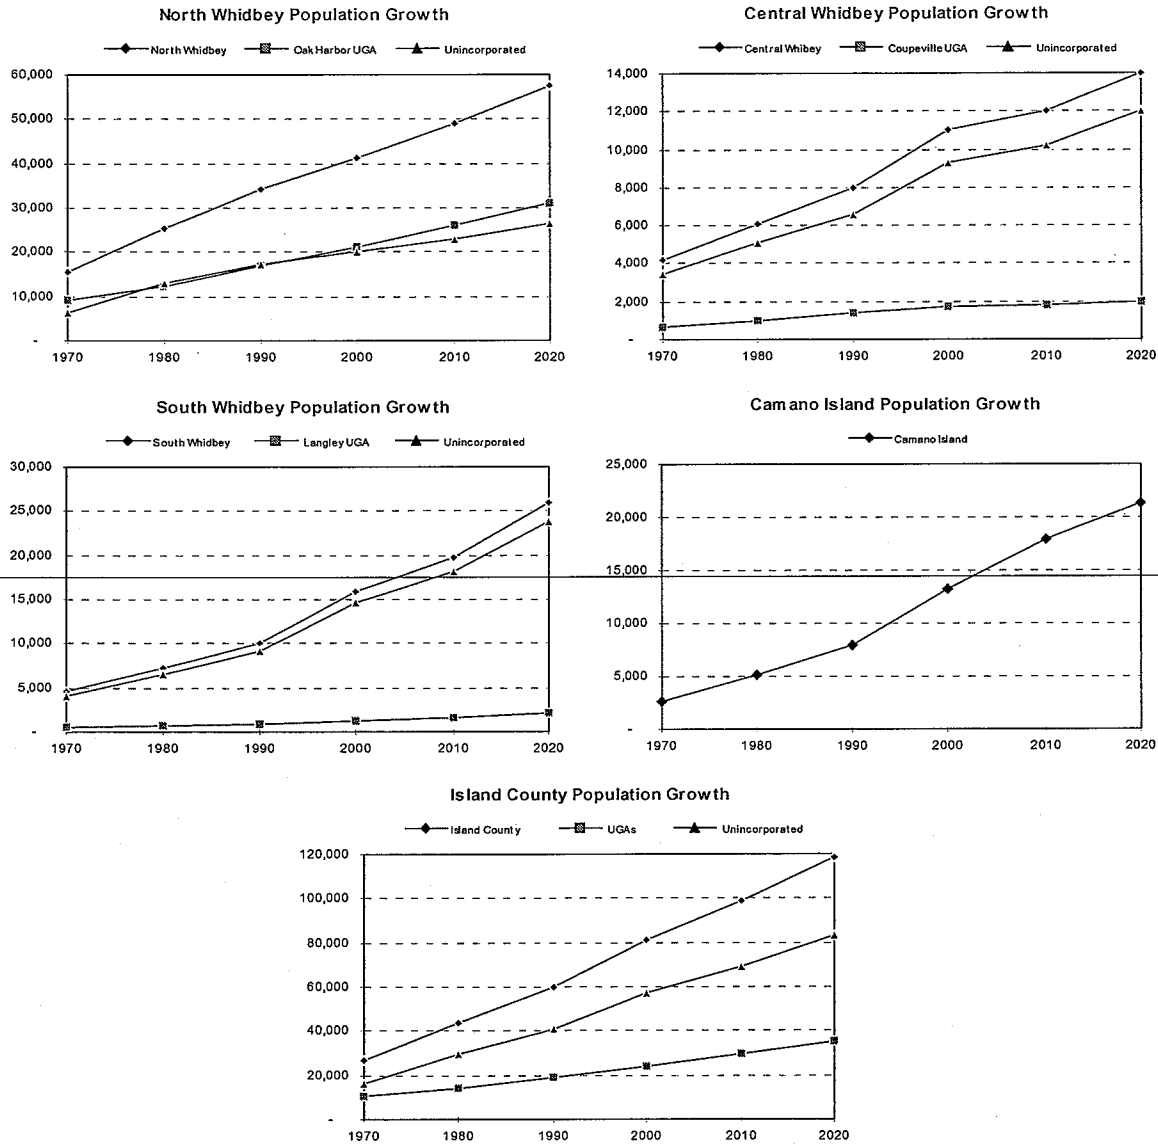 North Whidbey Population Growth
North Whidbey Oak Harbor UGA Unincorporated
60,000
50,000
40,000
30,000
20,000
10,000
-
1970 1980 1990 2000 2010 2020
Central Whidbey Population Growth
Central Whibey Coupeville UGA Unincorporated
14,000
12,000
10,000
8,000
6,000
4,000
2,000
-
1970 1980 1990 2000 2010 2020
South Whidbey Population Growth
South Whidbey Langley UGA Unincorporated
30,000
25,000
20,000
15,000
10,000
5,000
-
1970 1980 1990 2000 2010 2020
Camano Island Population Growth
Camano Island
25,000
20,000
15,000
10,000
5,000
-
1970 1980 1990 2000 2010 2020
Island County Population Growth
Island County UGAs Unincorporated
120,000
100,000
80,000
60,000
40,000
20,000
-
1970 1980 1990 2000 2010 2020